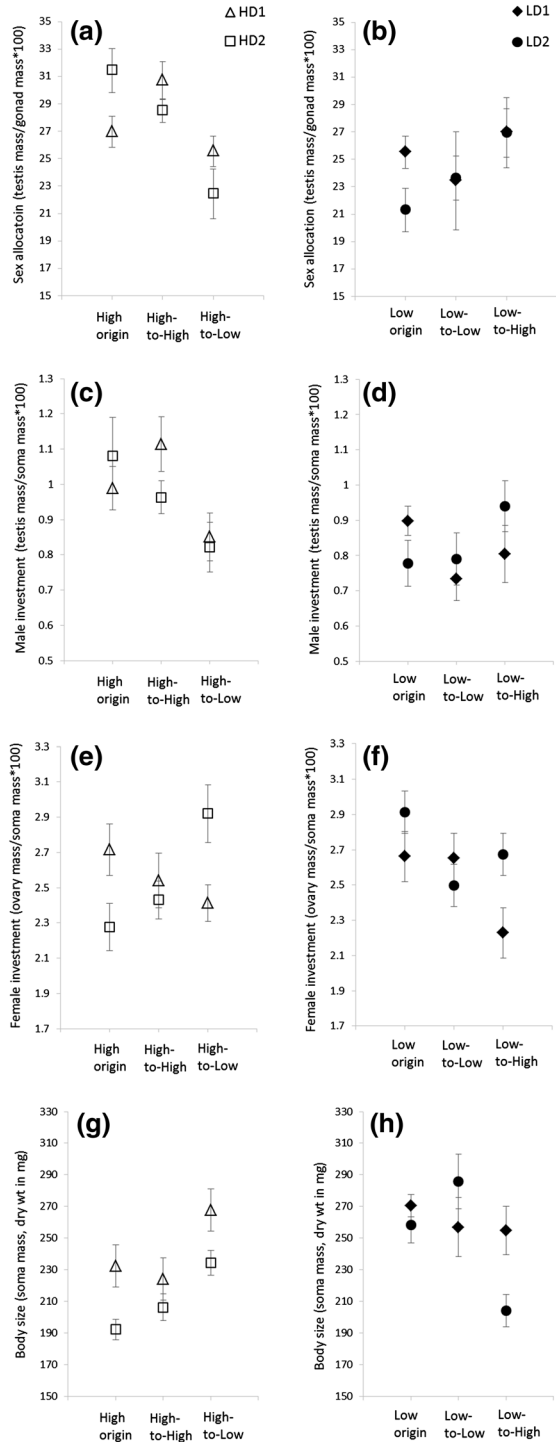 △ HD1
□ HD2
◆ LD1
● LD2
(a)
Sex allocatoin (testis mass/gonad mass*100)
35
33
31
29
27
25
23
21
19
17
15
High origin
High-to-High
High-to-Low
(b)
Sex allocation (testis mass/gonad mass*100)
35
33
31
29
27
25
23
21
19
17
15
Low origin
Low-to-Low
Low-to-High
(c)
Male investment (testis mass/soma mass*100)
1.3
1.2
1.1
1
0.9
0.8
0.7
0.6
0.5
High origin
High-to-High
High-to-Low
(d)
Male investment (testis mass/soma mass*100)
1.3
1.2
1.1
1
0.9
0.8
0.7
0.6
0.5
Low origin
Low-to-Low
Low-to-High
(e)
Female investment (ovary mass/soma mass*100)
3.3
3.1
2.9
2.7
2.5
2.3
2.1
1.9
1.7
High origin
High-to-High
High-to-Low
(f)
Female investment (ovary mass/soma mass*100)
3.3
3.1
2.9
2.7
2.5
2.3
2.1
1.9
1.7
Low origin
Low-to-Low
Low-to-High
(g)
Body size (soma mass, dry wt in mg)
330
310
290
270
250
230
210
190
170
150
High origin
High-to-High
High-to-Low
(h)
Body size (soma mass, dry wt in mg)
330
310
290
270
250
230
210
190
170
150
Low origin
Low-to-Low
Low-to-High